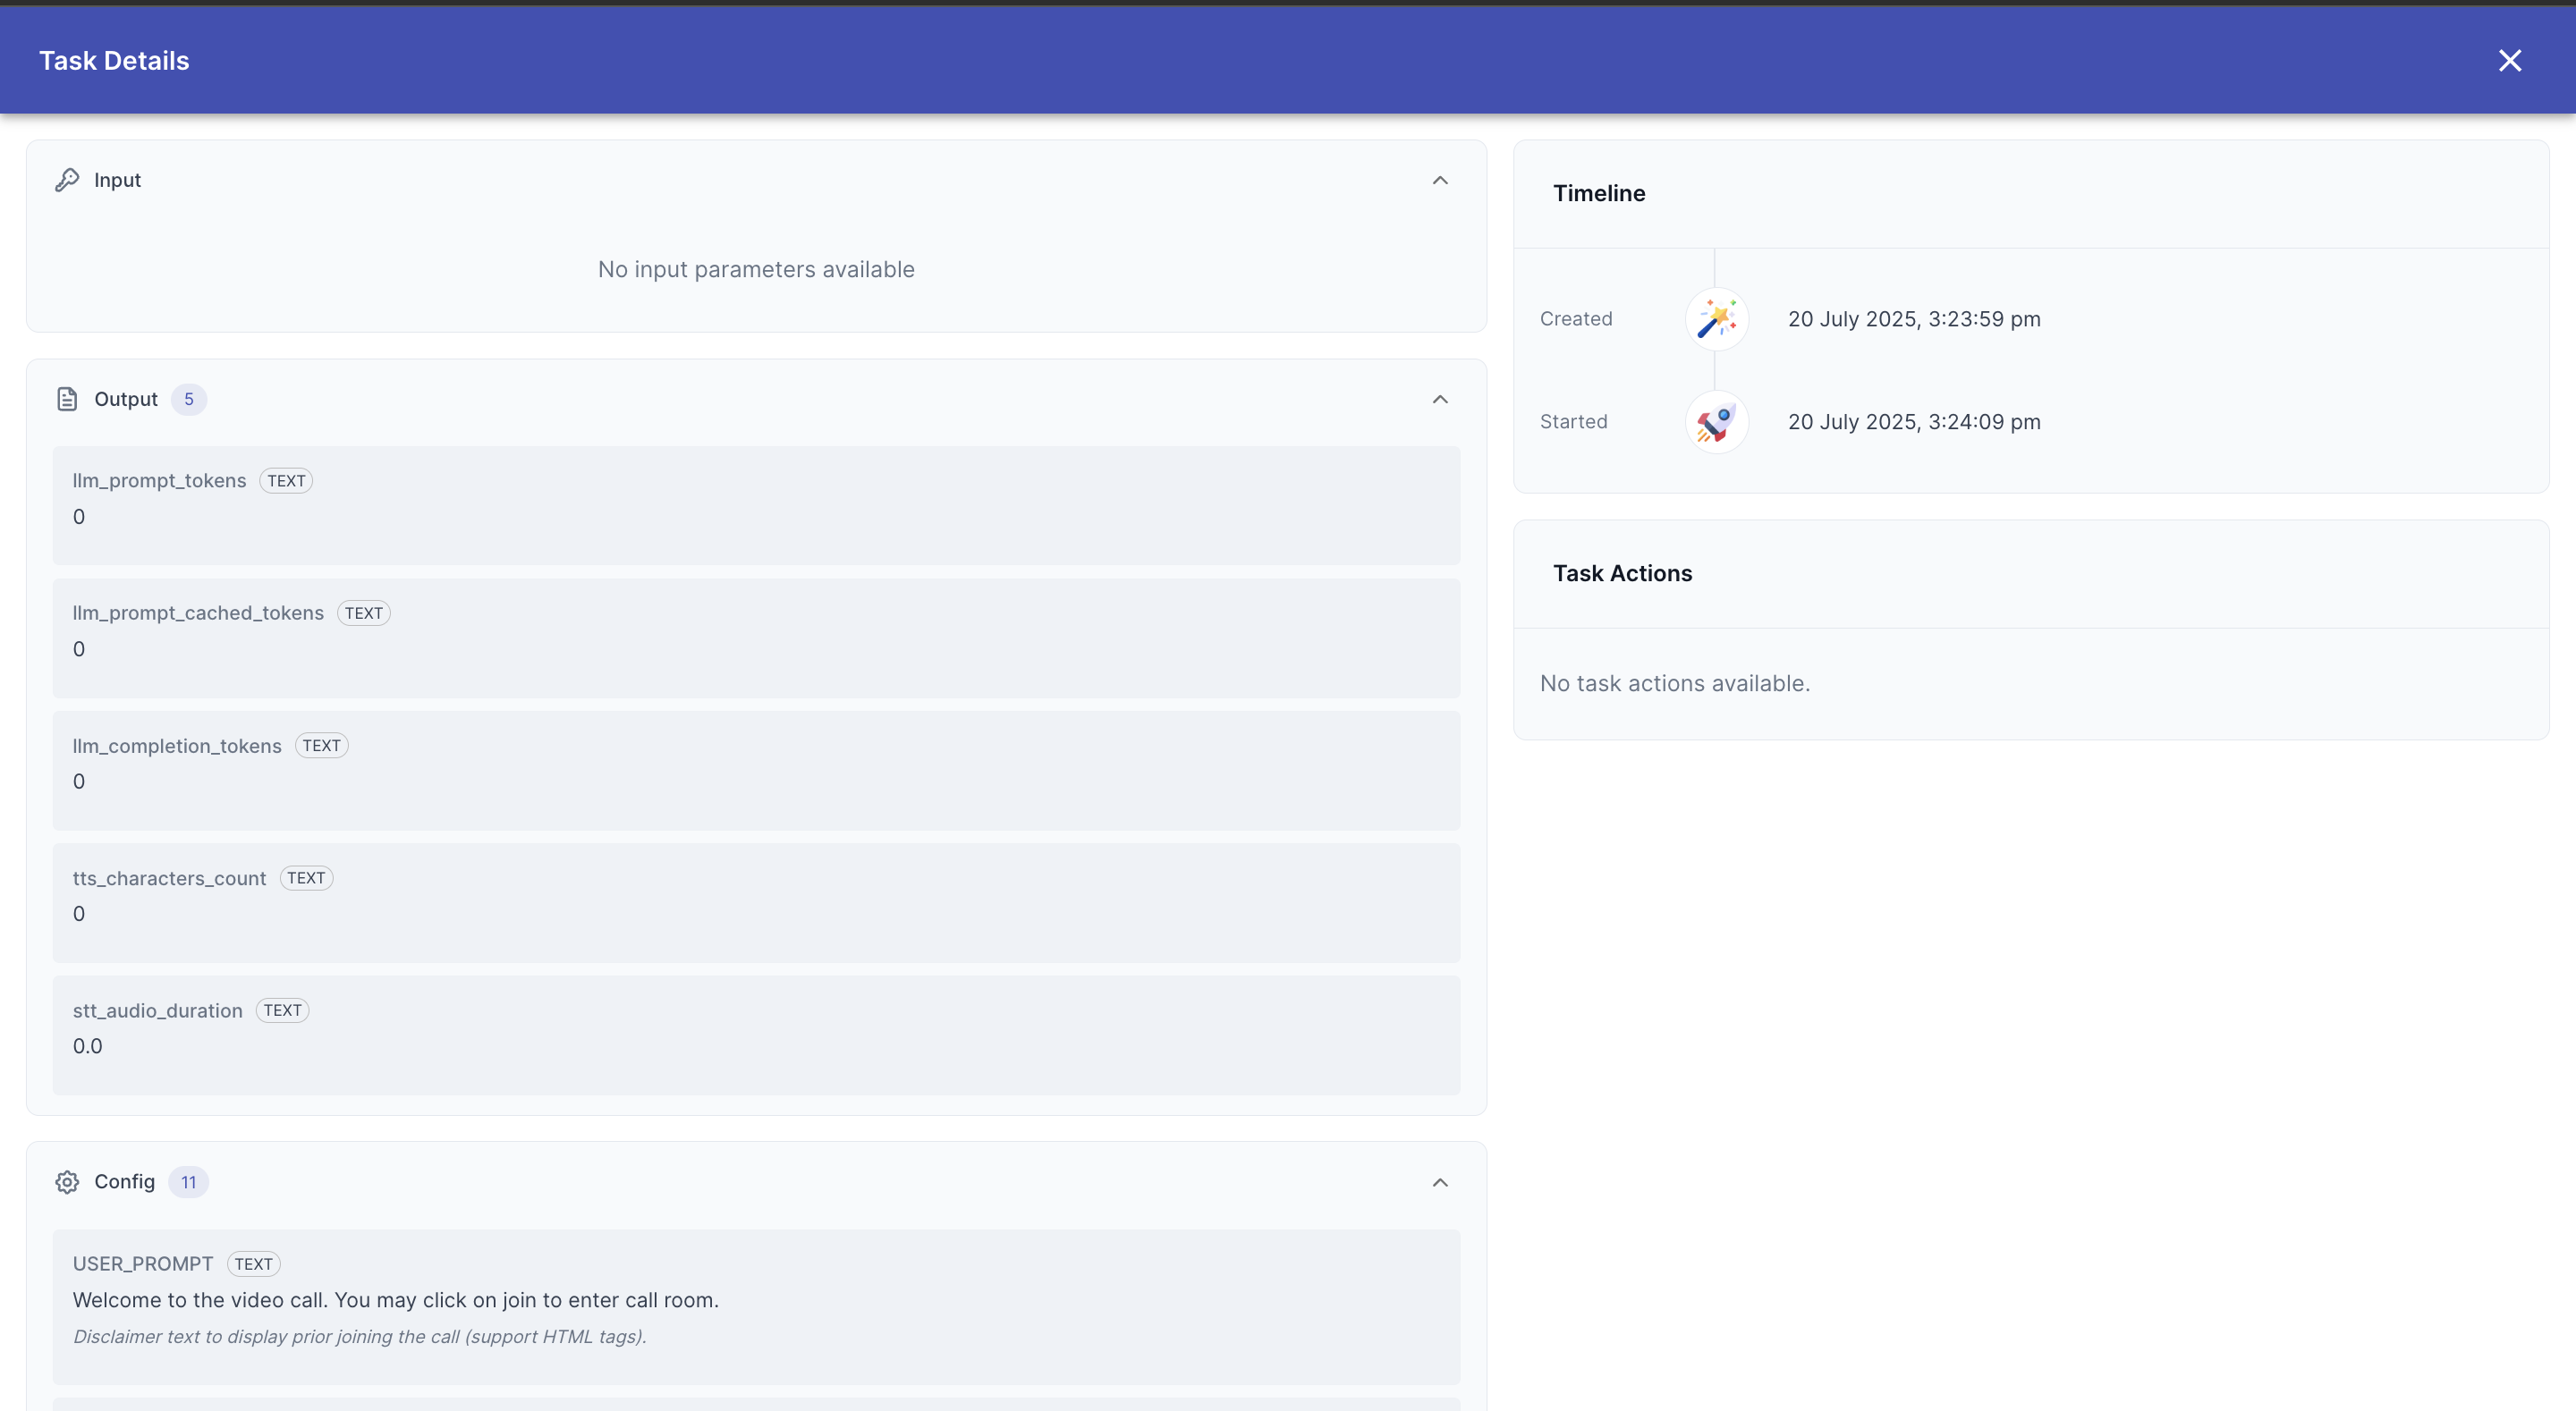 Task Details
Input
No input parameters available
Output 5
llm_prompt_tokens TEXT
0
llm_prompt_cached_tokens TEXT
0
llm_completion_tokens TEXT
0
tts_characters_count TEXT
0
stt_audio_duration TEXT
0.0
Config 11
USER_PROMPT TEXT
Welcome to the video call. You may click on join to enter call room.
Disclaimer text to display prior joining the call (support HTML tags).
Timeline
Created 20 July 2025, 3:23:59 pm
Started 20 July 2025, 3:24:09 pm
Task Actions
No task actions available.